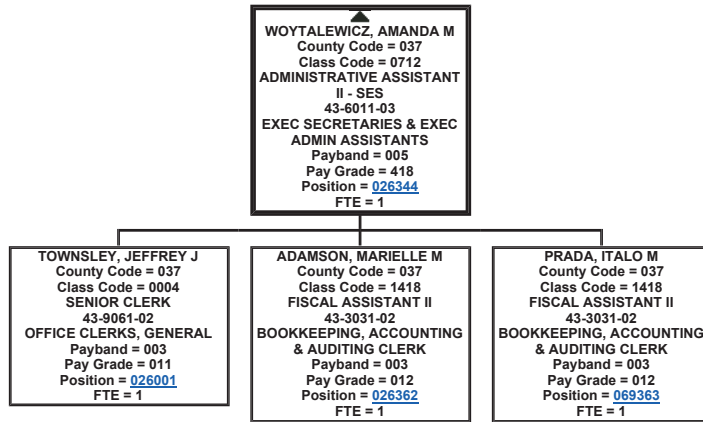 WOYTALEWICZ, AMANDA M
County Code = 037
Class Code = 0712
ADMINISTRATIVE ASSISTANT
II - SES
43-6011-03
EXEC SECRETARIES & EXEC
ADMIN ASSISTANTS
Payband = 005
Pay Grade = 418
Position = 026344
FTE = 1
TOWNSLEY, JEFFREY J
County Code = 037
Class Code = 0004
SENIOR CLERK
43-9061-02
OFFICE CLERKS, GENERAL
Payband = 003
Pay Grade = 011
Position = 026001
FTE = 1
ADAMSON, MARIELLE M
County Code = 037
Class Code = 1418
FISCAL ASSISTANT II
43-3031-02
BOOKKEEPING, ACCOUNTING
& AUDITING CLERK
Payband = 003
Pay Grade = 012
Position = 026362
FTE = 1
PRADA, ITALO M
County Code = 037
Class Code = 1418
FISCAL ASSISTANT II
43-3031-02
BOOKKEEPING, ACCOUNTING
& AUDITING CLERK
Payband = 003
Pay Grade = 012
Position = 069363
FTE = 1